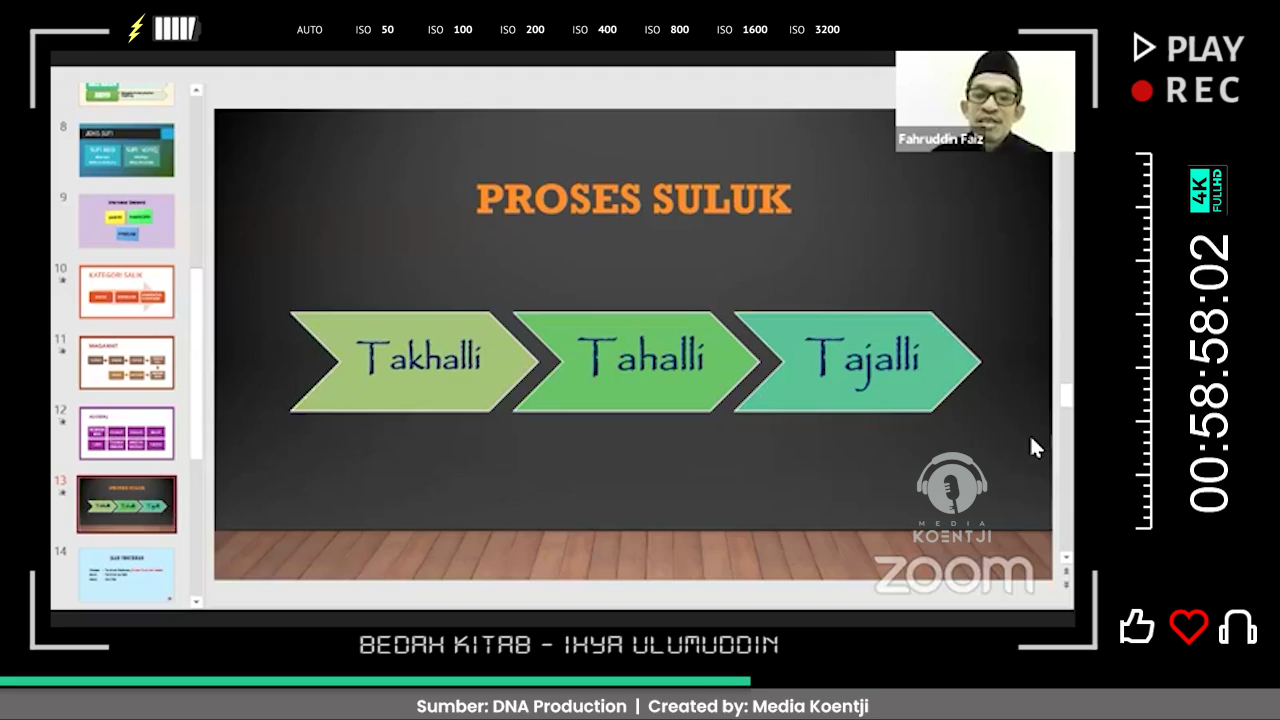 AUTO ISO 50 ISO 100 ISO 200 ISO 400 ISO 800 ISO 1600 ISO 3200
PLAY
REC
Fahruddin Faiz
8
9
10
KATEGORI SALIK
11
12
13
14
PROSES SULUK
Takhalli
Tahalli
Tajalli
4K
FULLHD
00:58:58:02
MEDIA
KOENTJI
zoom
BEDAH KITAB - IHYA ULUMUDDIN
Sumber: DNA Production | Created by: Media Koentji